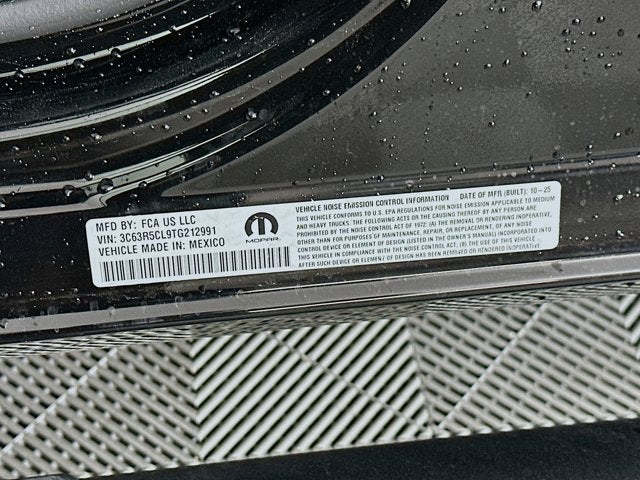 MFD BY: FCA US LLC
VIN: 3C63R5CL9TG212991
VEHICLE MADE IN: MEXICO
MOPAR
VEHICLE NOISE EMISSION CONTROL INFORMATION DATE OF MFR (BUILT): 10-25
THIS VEHICLE CONFORMS TO U.S. EPA REGULATIONS FOR NOISE EMISSION APPLICABLE TO MEDIUM
AND HEAVY TRUCKS. THE FOLLOWING ACTS OR THE CAUSING THEREOF BY ANY PERSON ARE
PROHIBITED BY THE NOISE CONTROL ACT OF 1972: (A) THE REMOVAL OR RENDERING INOPERATIVE,
OTHER THAN FOR PURPOSES OF MAINTENANCE, REPAIR, OR REPLACEMENT, OF ANY NOISE
CONTROL DEVICE OR ELEMENT OF DESIGN (LISTED IN THE OWNER'S MANUAL) INCORPORATED INTO
THIS VEHICLE IN COMPLIANCE WITH THE NOISE CONTROL ACT. (B) THE USE OF THIS VEHICLE
AFTER SUCH DEVICE OR ELEMENT OF DESIGN HAS BEEN REMOVED OR RENDERED INOPERATIVE